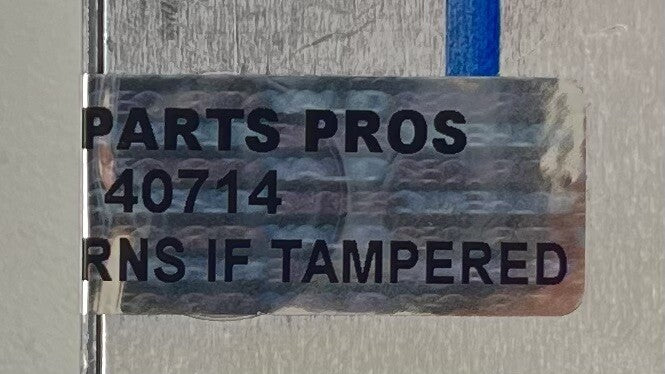 PARTS PROS
40714
RNS IF TAMPERED